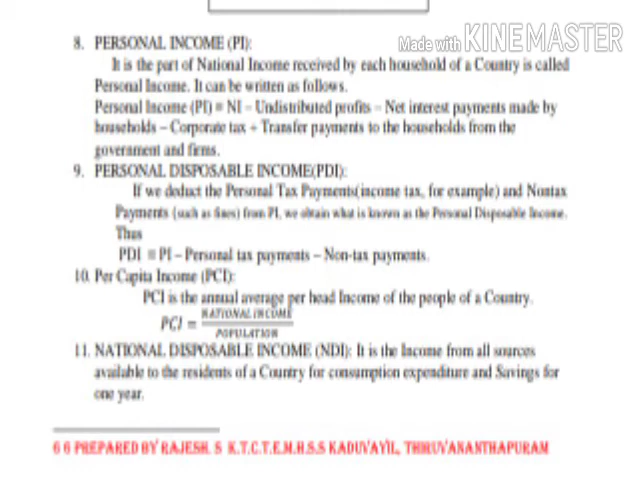 Made with KINEMASTER
8. PERSONAL INCOME (PI):
It is the part of National Income received by each household of a Country is called
Personal Income. It can be written as follows.
Personal Income (PI) = NI – Undistributed profits – Net interest payments made by
households – Corporate tax + Transfer payments to the households from the
government and firms.
9. PERSONAL DISPOSABLE INCOME(PDI):
If we deduct the Personal Tax Payments(income tax, for example) and Nontax
Payments (such as fines) from PI, we obtain what is known as the Personal Disposable Income.
Thus
PDI = PI – Personal tax payments – Non-tax payments.
10. Per Capita Income (PCI):
PCI is the annual average per head Income of the people of a Country.
PCI = NATIONAL INCOME
POPULATION
11. NATIONAL DISPOSABLE INCOME (NDI): It is the Income from all sources
available to the residents of a Country for consumption expenditure and Savings for
one year.
6 6 PREPARED BY RAJESH. S K.T.C.T.E.M.H.S.S KADUVAYIL, THIRUVANANTHAPURAM